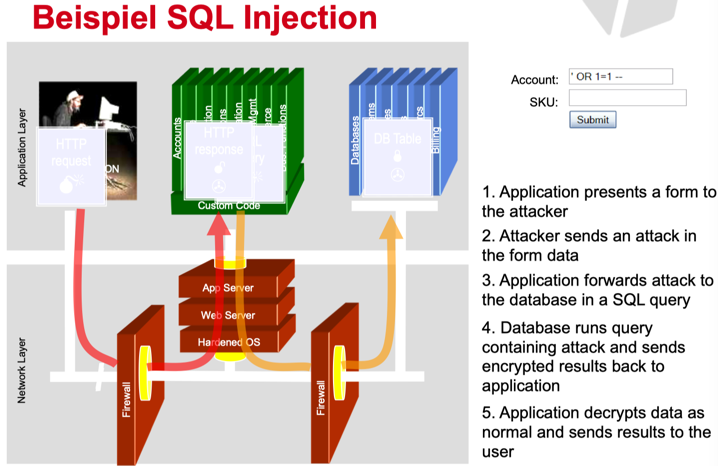 Beispiel SQL Injection
Account: ' OR 1=1 --
SKU:
Submit
Application Layer
HTTP
request
ON
Accounts
HTTP
response
Custom Code
Databases
DB Table
Billing
App Server
Web Server
Hardened OS
Network Layer
Firewall
Firewall
1. Application presents a form to
the attacker
2. Attacker sends an attack in
the form data
3. Application forwards attack to
the database in a SQL query
4. Database runs query
containing attack and sends
encrypted results back to
application
5. Application decrypts data as
normal and sends results to the
user